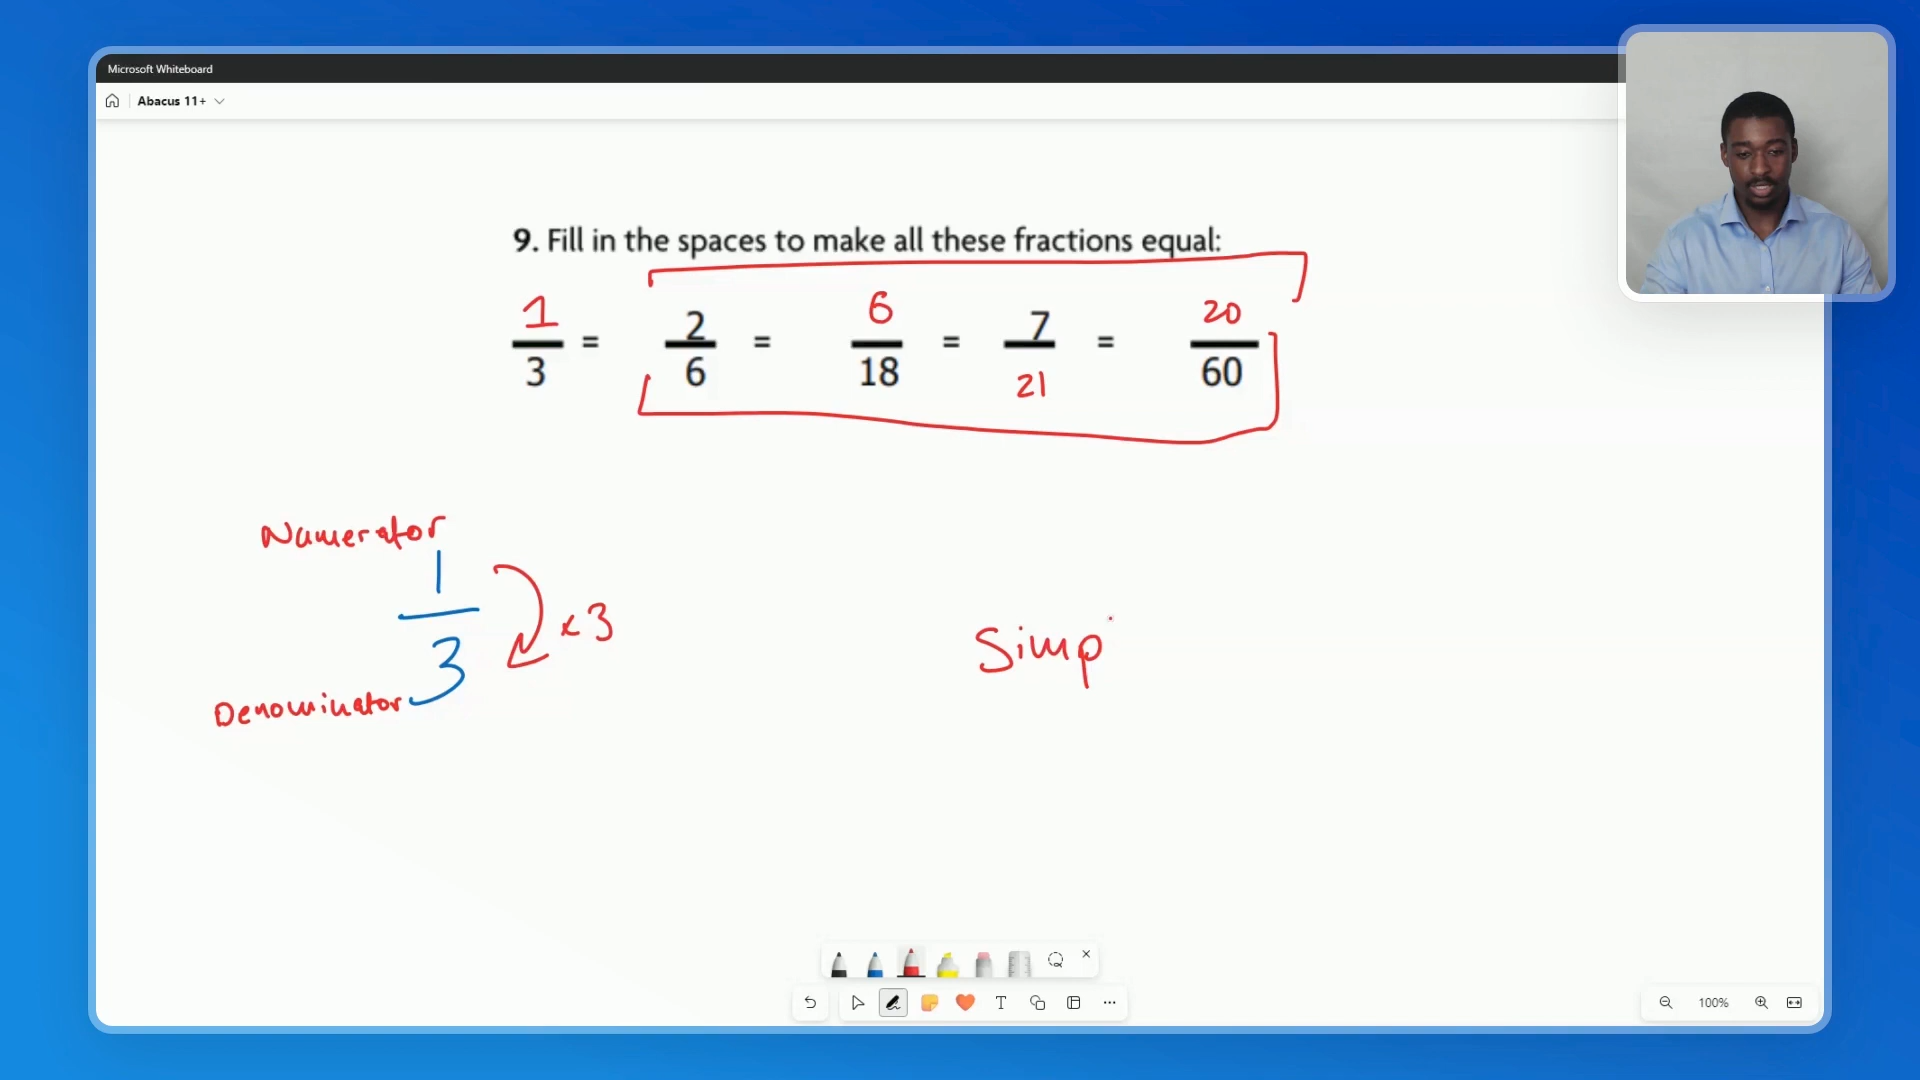 Microsoft Whiteboard
Abacus 11+
9. Fill in the spaces to make all these fractions equal:
1/3 = 2/6 = 6/18 = 7/21 = 20/60
Numerator
1
3
x3
Denominator
Simp
T
100%